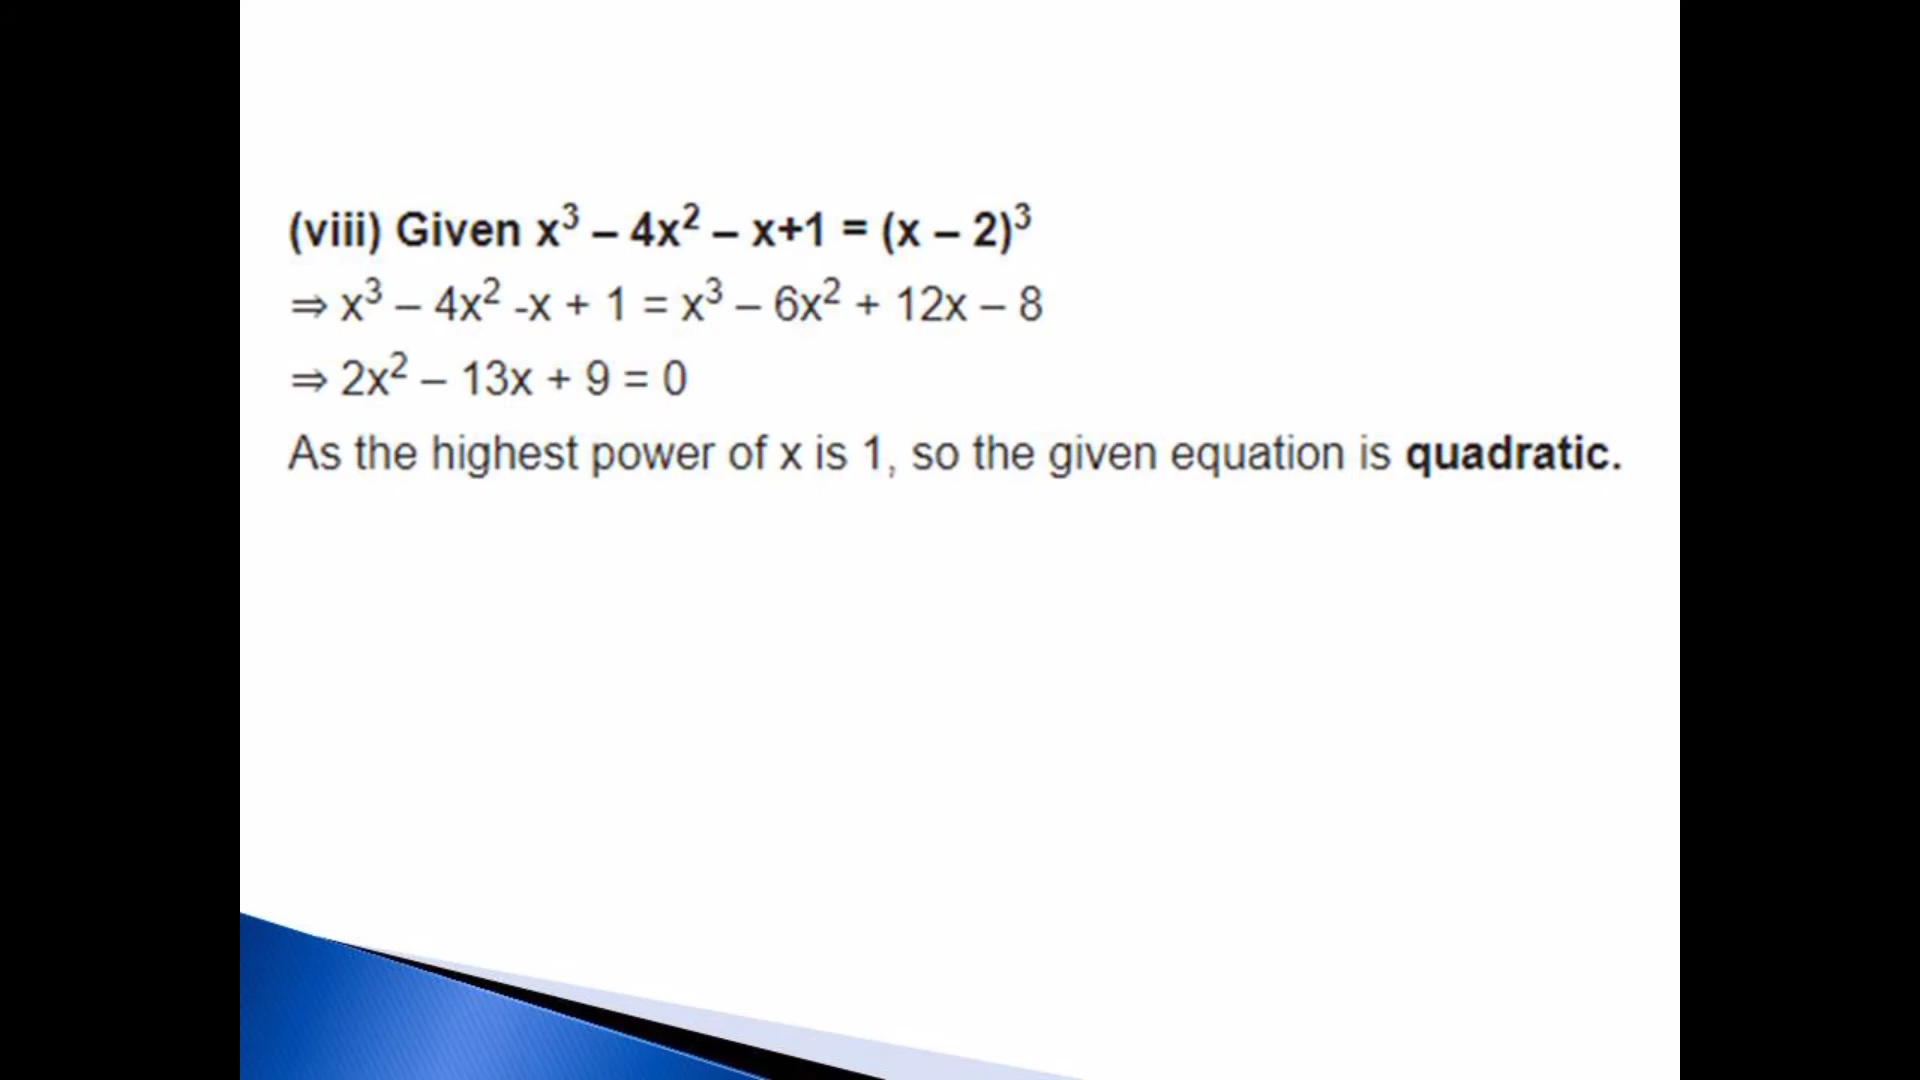 (viii) Given x³ – 4x² – x+1 = (x – 2)³
⇒ x³ – 4x² -x + 1 = x³ – 6x² + 12x – 8
⇒ 2x² – 13x + 9 = 0
As the highest power of x is 1, so the given equation is quadratic.